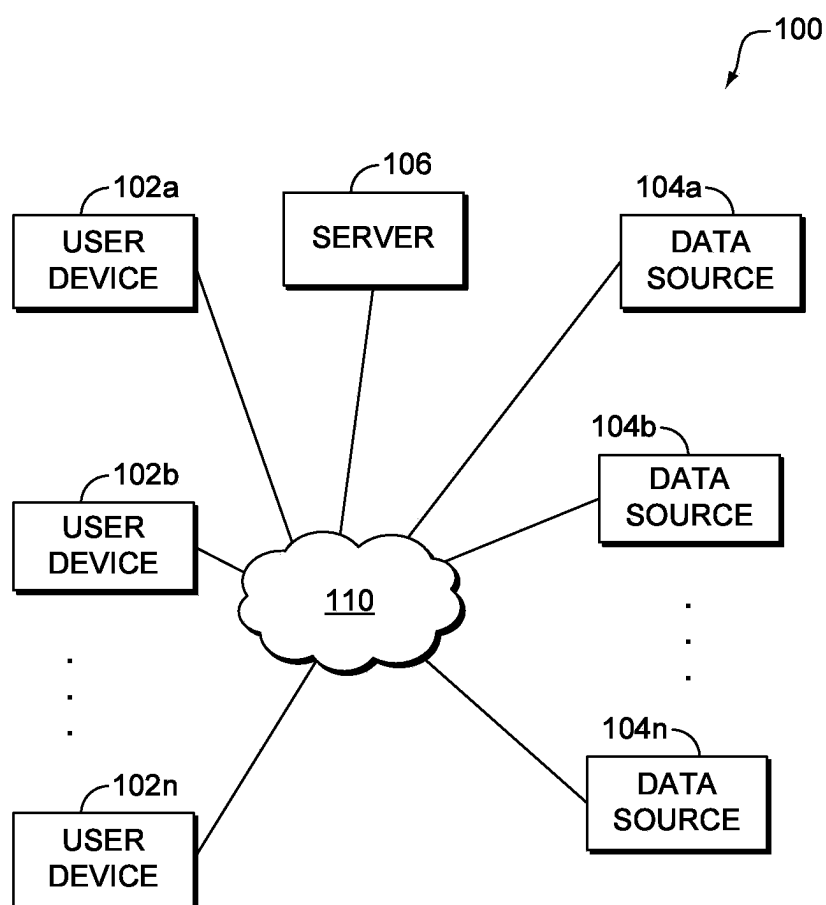 100
102a
USER
DEVICE
106
SERVER
104a
DATA
SOURCE
102b
USER
DEVICE
104b
DATA
SOURCE
110
102n
USER
DEVICE
104n
DATA
SOURCE